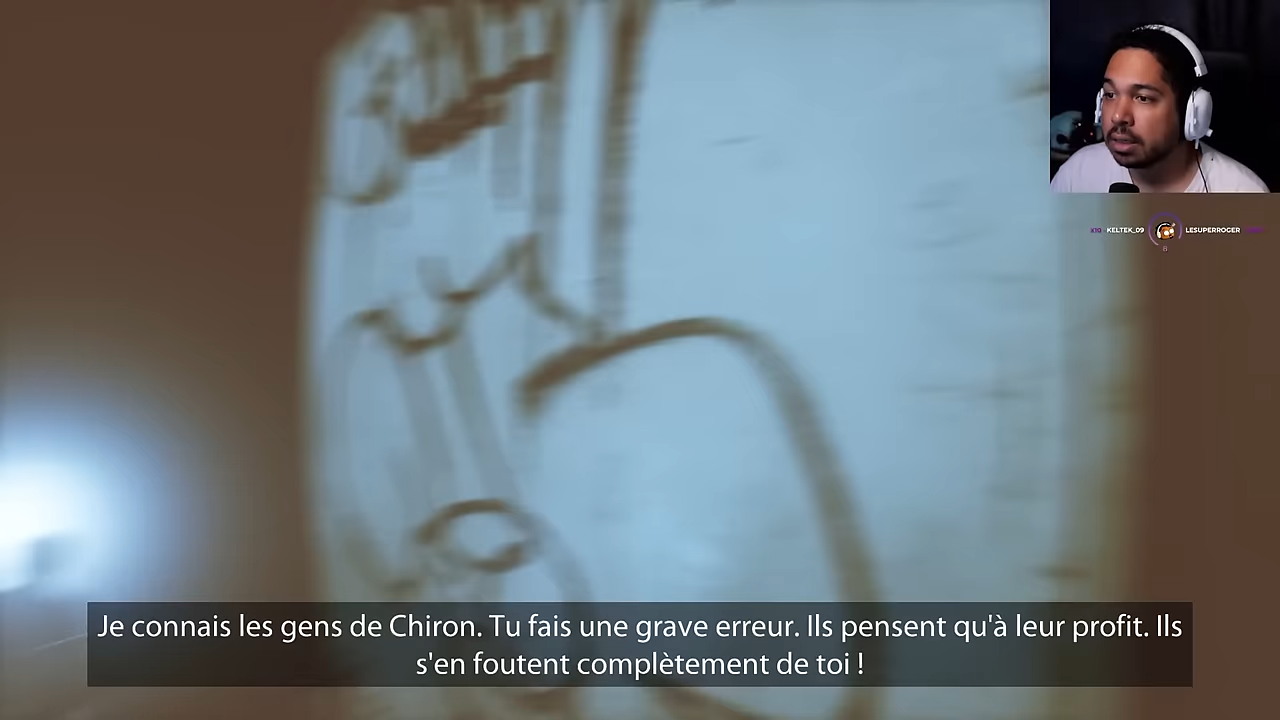 KELTEK_09 LESUPERROGER
Je connais les gens de Chiron. Tu fais une grave erreur. Ils pensent qu'à leur profit. Ils
s'en foutent complètement de toi !